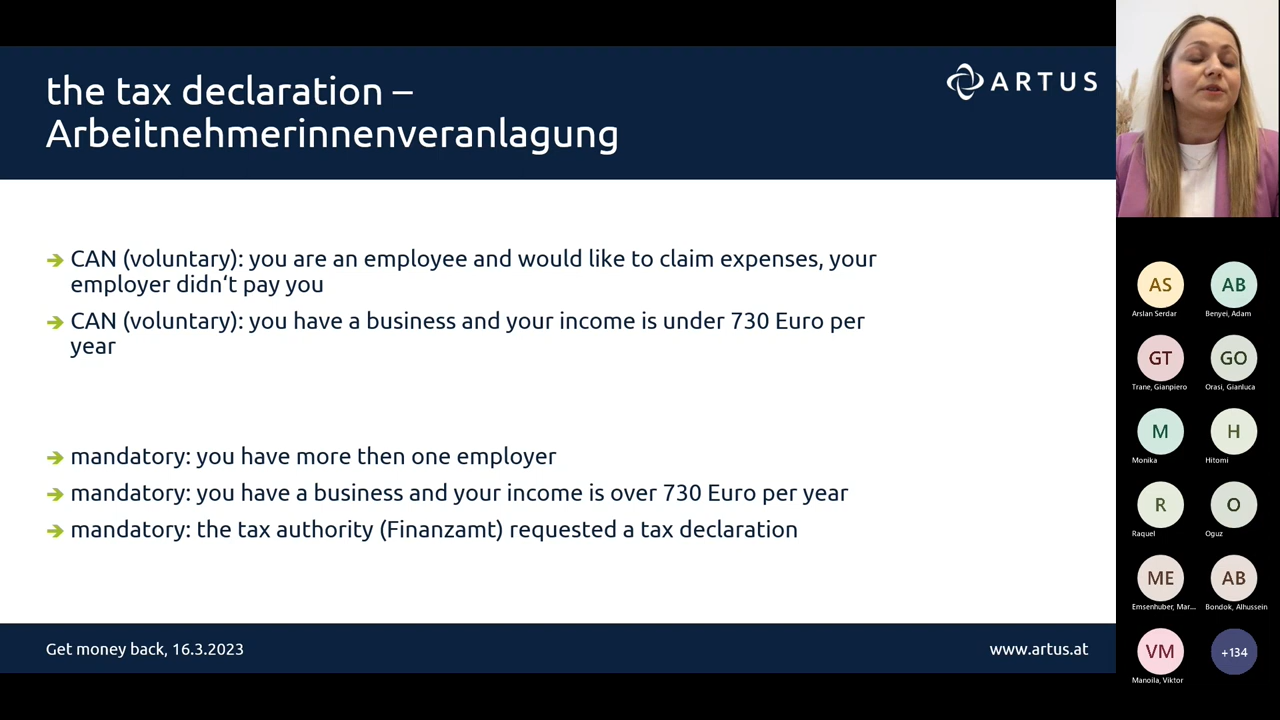 the tax declaration –
Arbeitnehmerinnenveranlagung
ARTUS
CAN (voluntary): you are an employee and would like to claim expenses, your
employer didn‘t pay you
CAN (voluntary): you have a business and your income is under 730 Euro per
year
mandatory: you have more then one employer
mandatory: you have a business and your income is over 730 Euro per year
mandatory: the tax authority (Finanzamt) requested a tax declaration
Get money back, 16.3.2023
www.artus.at
AS
AB
Arslan Serdar
Benyei, Adam
GT
GO
Trane, Gianpiero
Orasi, Gianluca
M
H
Monika
Hitomi
R
O
Raquel
Oguz
ME
AB
Emsenhuber, Mar...
Bondok, Alhussein
VM
+134
Manoila, Viktor